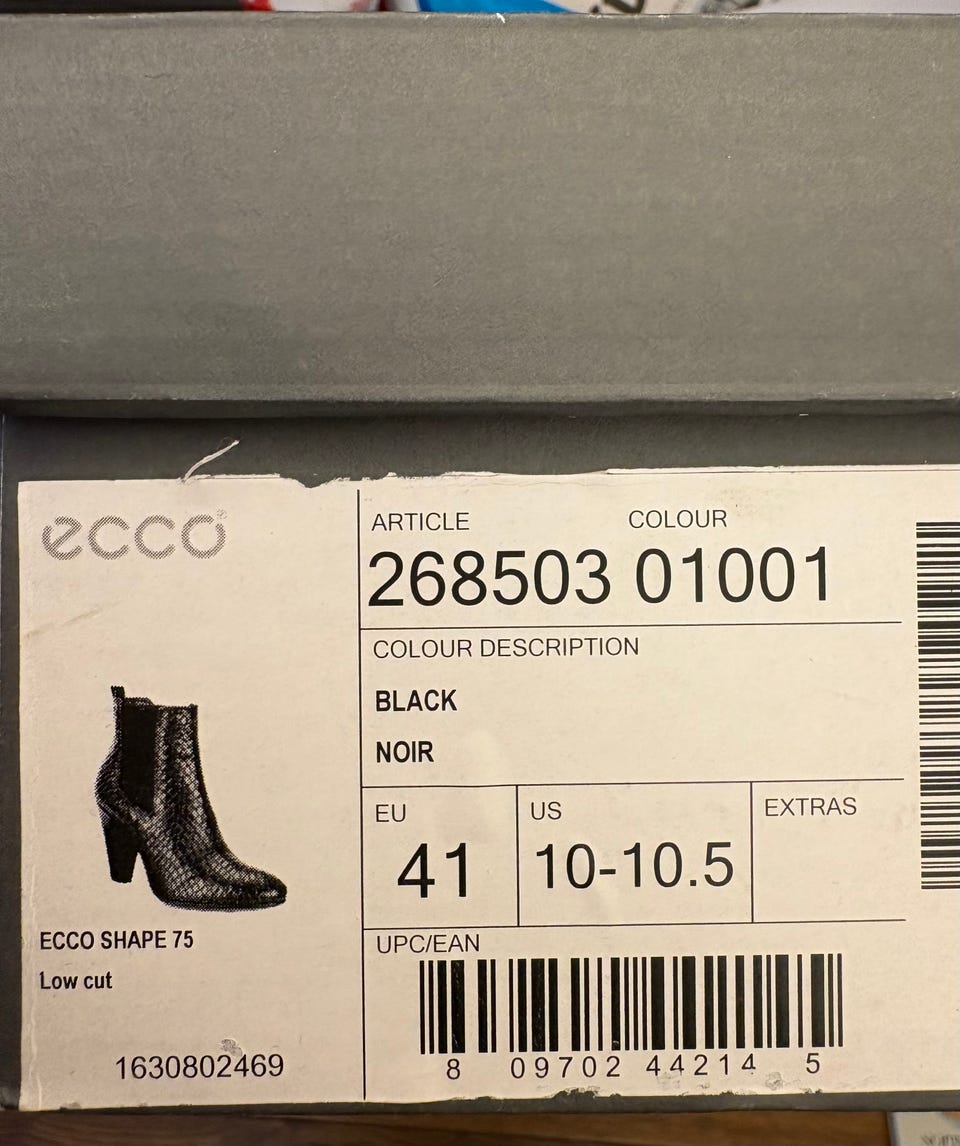 ecco®
ARTICLE COLOUR
268503 01001
COLOUR DESCRIPTION
BLACK
NOIR
EU US EXTRAS
41 10-10.5
ECCO SHAPE 75
Low cut
1630802469
UPC/EAN
8 09702 44214 5